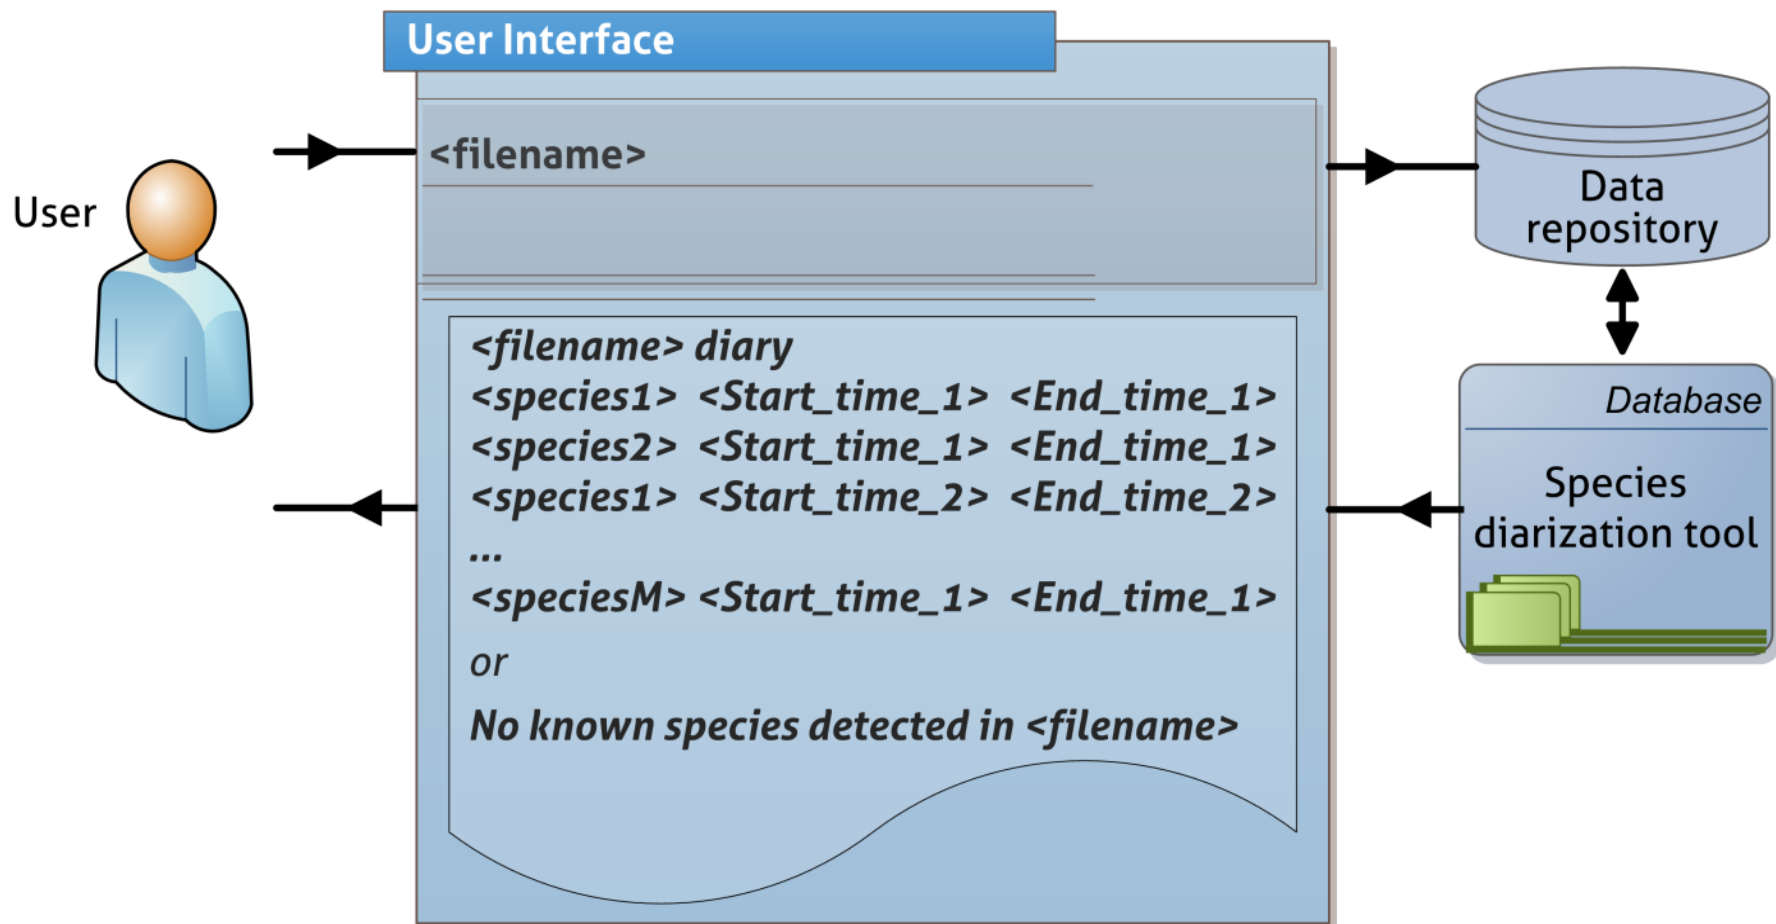 User Interface
User
<filename>
Data
repository
<filename> diary
<species1> <Start_time_1> <End_time_1>
<species2> <Start_time_1> <End_time_1>
<species1> <Start_time_2> <End_time_2>
...
<speciesM> <Start_time_1> <End_time_1>
or
No known species detected in <filename>
Database
Species
diarization tool